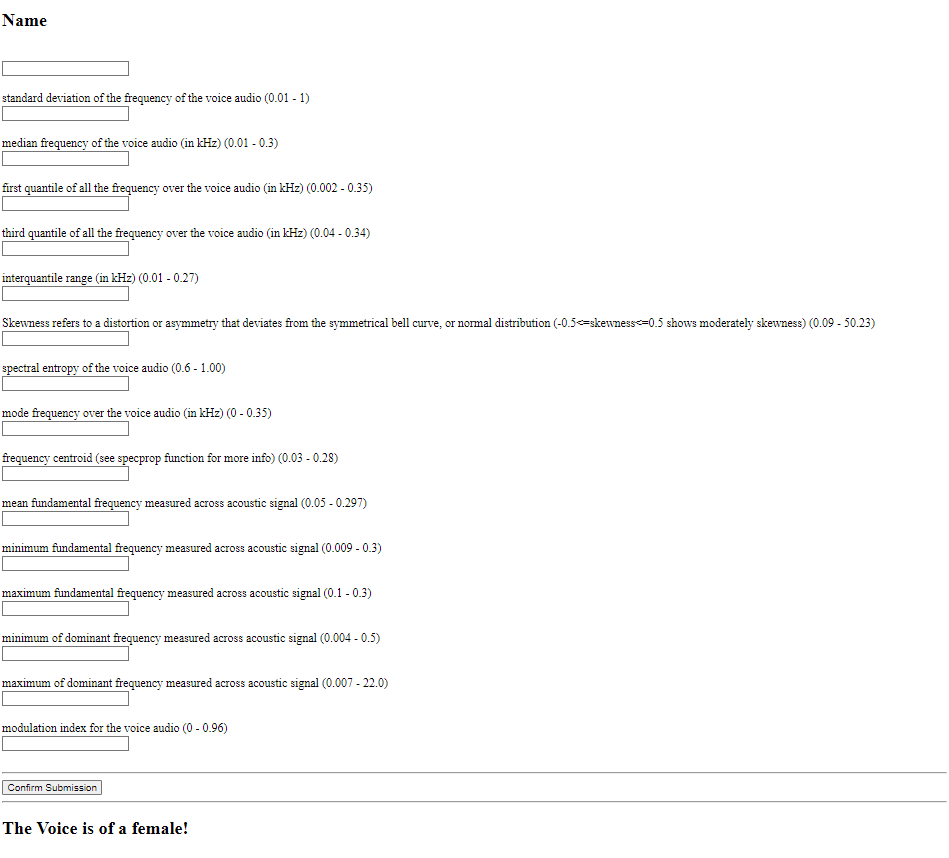 Name
standard deviation of the frequency of the voice audio (0.01 - 1)
median frequency of the voice audio (in kHz) (0.01 - 0.3)
first quantile of all the frequency over the voice audio (in kHz) (0.002 - 0.35)
third quantile of all the frequency over the voice audio (in kHz) (0.04 - 0.34)
interquantile range (in kHz) (0.01 - 0.27)
Skewness refers to a distortion or asymmetry that deviates from the symmetrical bell curve, or normal distribution (-0.5<=skewness<=0.5 shows moderately skewness) (0.09 - 50.23)
spectral entropy of the voice audio (0.6 - 1.00)
mode frequency over the voice audio (in kHz) (0 - 0.35)
frequency centroid (see specprop function for more info) (0.03 - 0.28)
mean fundamental frequency measured across acoustic signal (0.05 - 0.297)
minimum fundamental frequency measured across acoustic signal (0.009 - 0.3)
maximum fundamental frequency measured across acoustic signal (0.1 - 0.3)
minimum of dominant frequency measured across acoustic signal (0.004 - 0.5)
maximum of dominant frequency measured across acoustic signal (0.007 - 22.0)
modulation index for the voice audio (0 - 0.96)
Confirm Submission
The Voice is of a female!